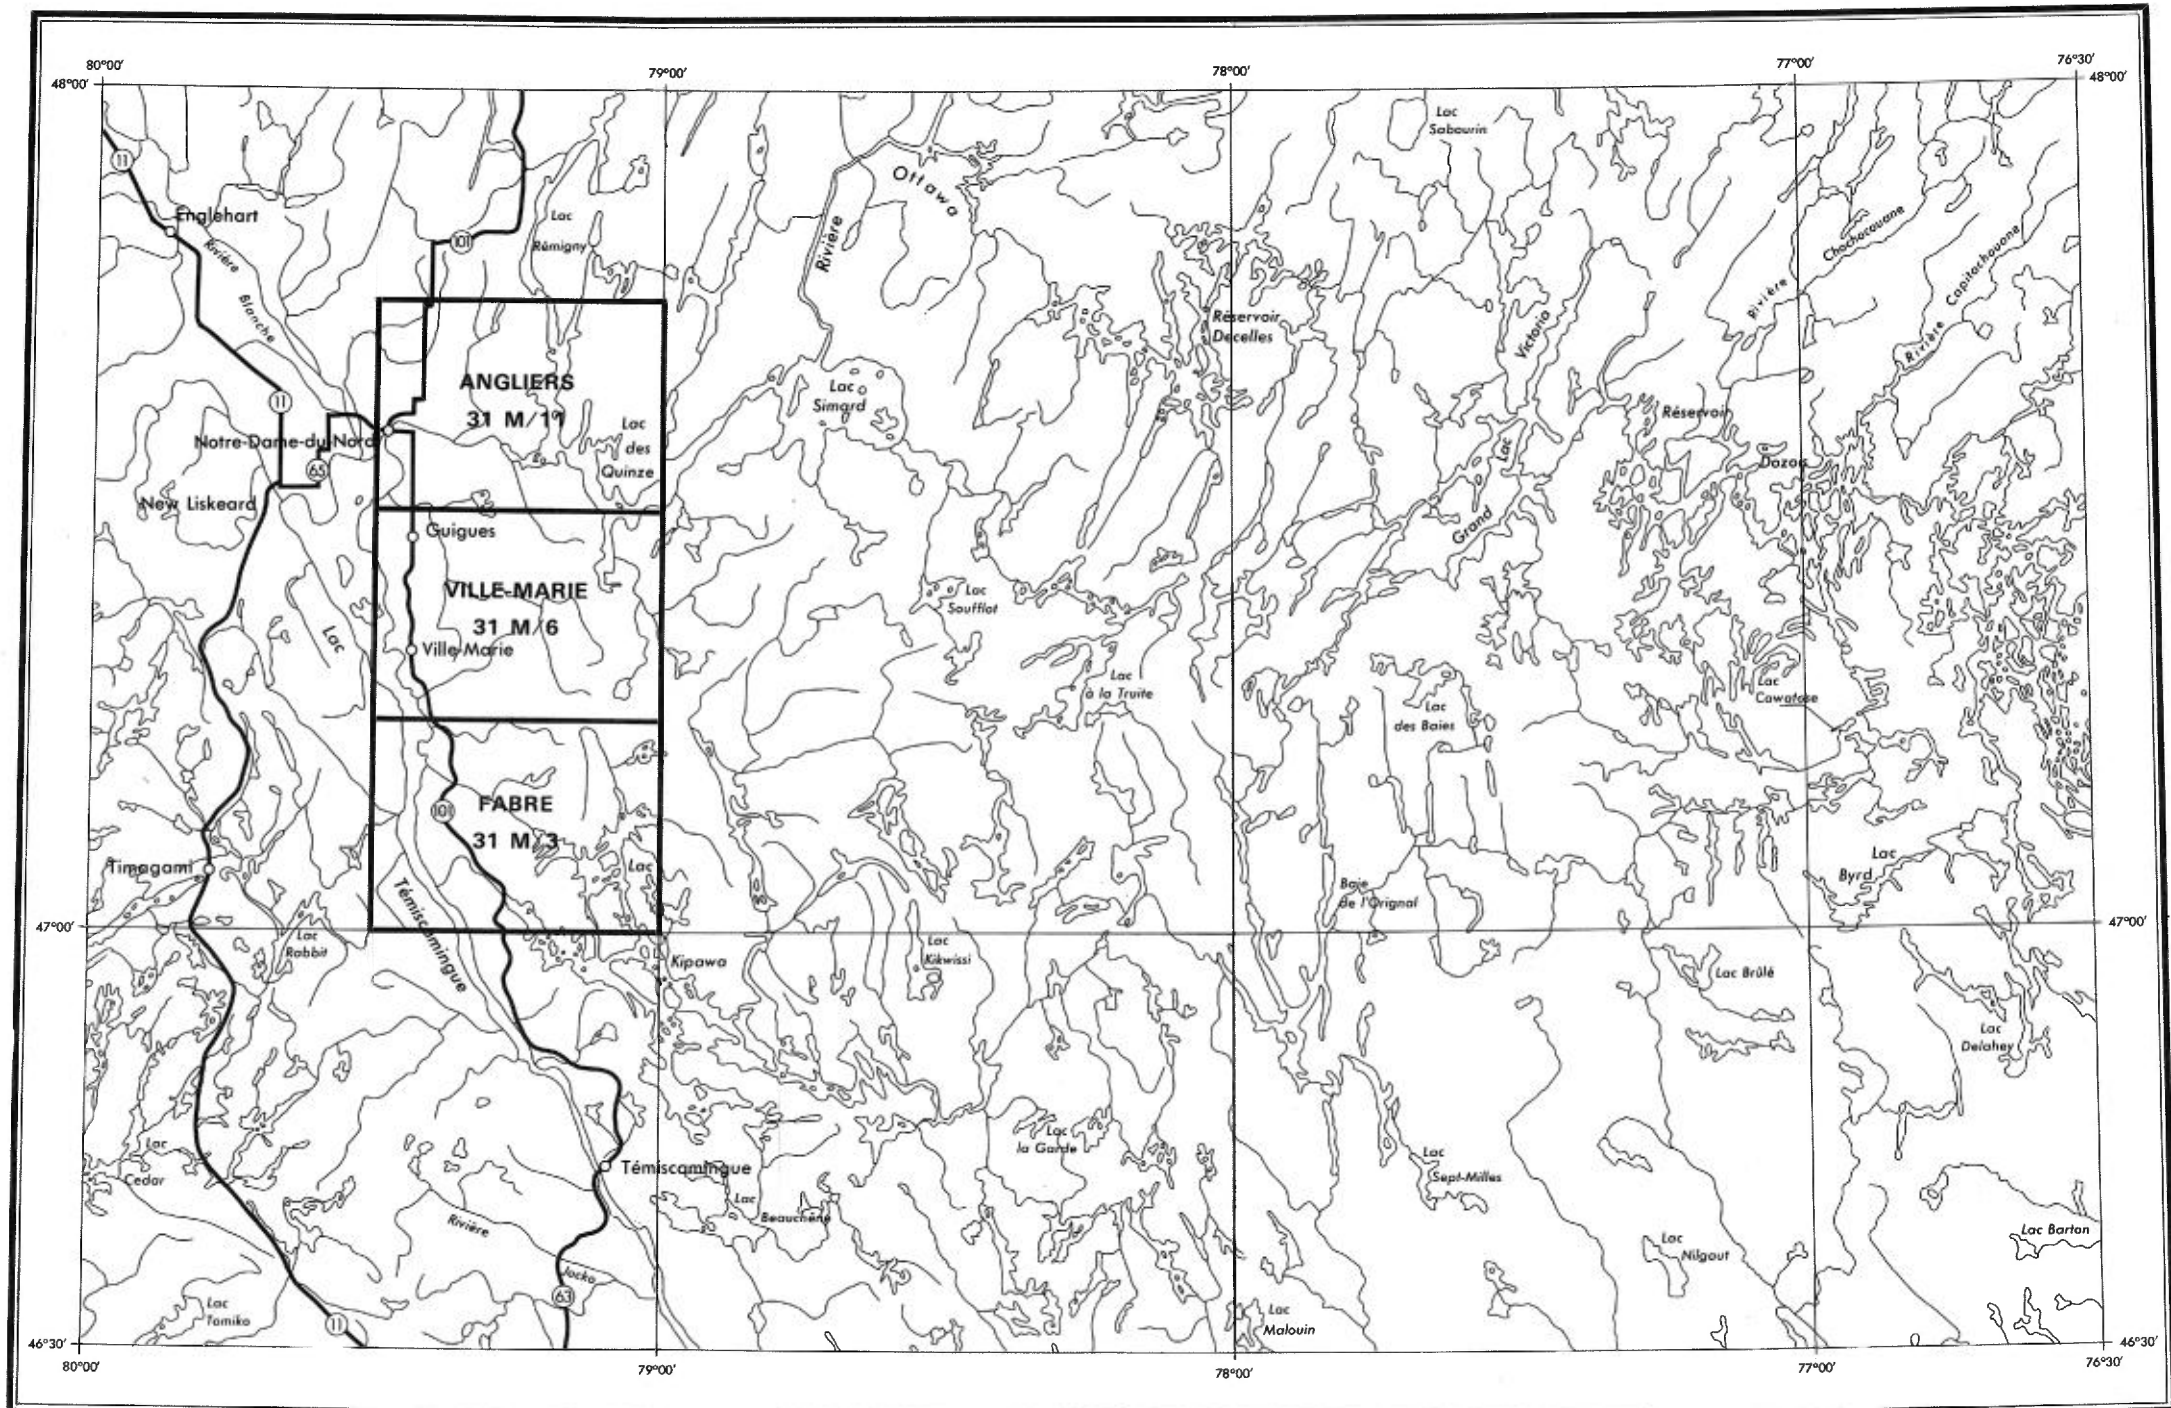 80°00'
79°00'
78°00'
77°00'
76°30'
48°00'
48°00'
11
Englehart
Rivière
Blanche
101
Lac
Rémigny
Rivière
Ottawa
Lac
Sabourin
Rivière
Chochocouane
Rivière
Capitachouane
Réservoir
Decelles
Victoria
Lac
Grand
ANGLIERS
31 M/11
Lac
des
Quinze
Lac
Simard
Réservoir
Dozois
11
Notre-Dame-du-Nord
65
New Liskeard
Guigues
VILLE-MARIE
31 M/6
Ville-Marie
Lac
Lac
Soufflot
Lac
à la Truite
Lac
des Baies
Lac
Cawatose
FABRE
31 M/3
101
Lac
Timagami
Témiscamingue
Baie
de l'Orignal
Lac
Byrd
47°00'
47°00'
Lac
Rabbit
Kipawa
Lac
Kikwissi
Lac Brûlé
Lac
Delahey
Lac
Cedar
Témiscamingue
Lac
la Garde
Lac
Sept-Milles
Lac
Beauchêne
Rivière
Jocko
63
Lac
Nilgaut
Lac Barton
Lac
Tomiko
11
Lac
Malouin
46°30'
46°30'
80°00'
79°00'
78°00'
77°00'
76°30'